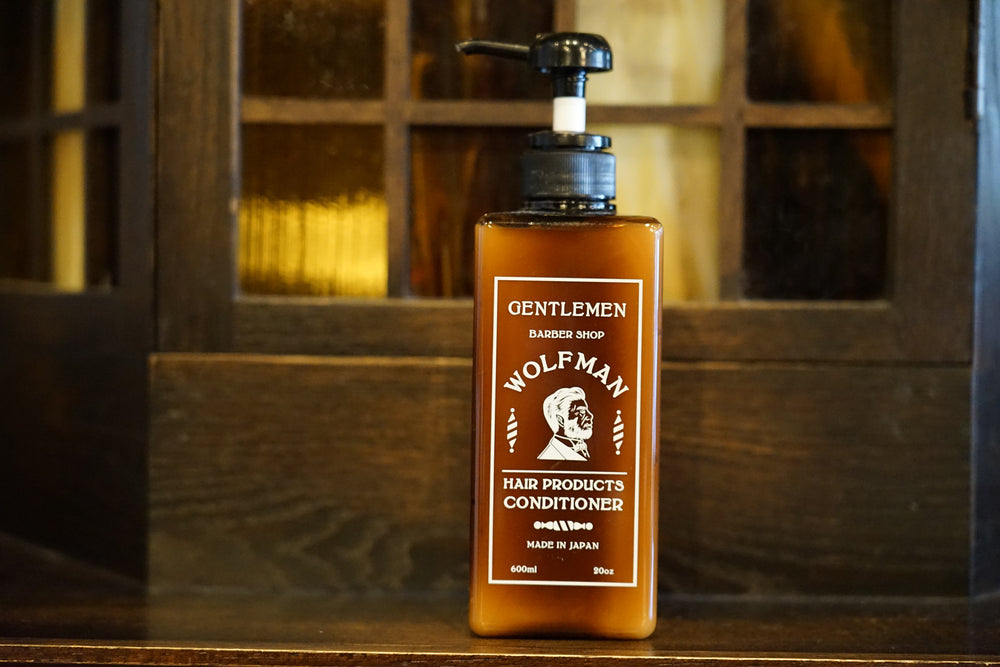 GENTLEMEN
BARBER SHOP
WOLFMAN
HAIR PRODUCTS
CONDITIONER
MADE IN JAPAN
600ml 20oz